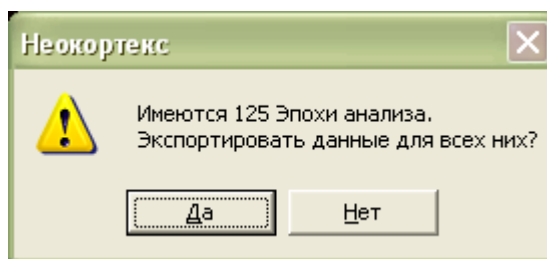 Неокортекс
Имеются 125 Эпохи анализа.
Экспортировать данные для всех них?
Да
Нет